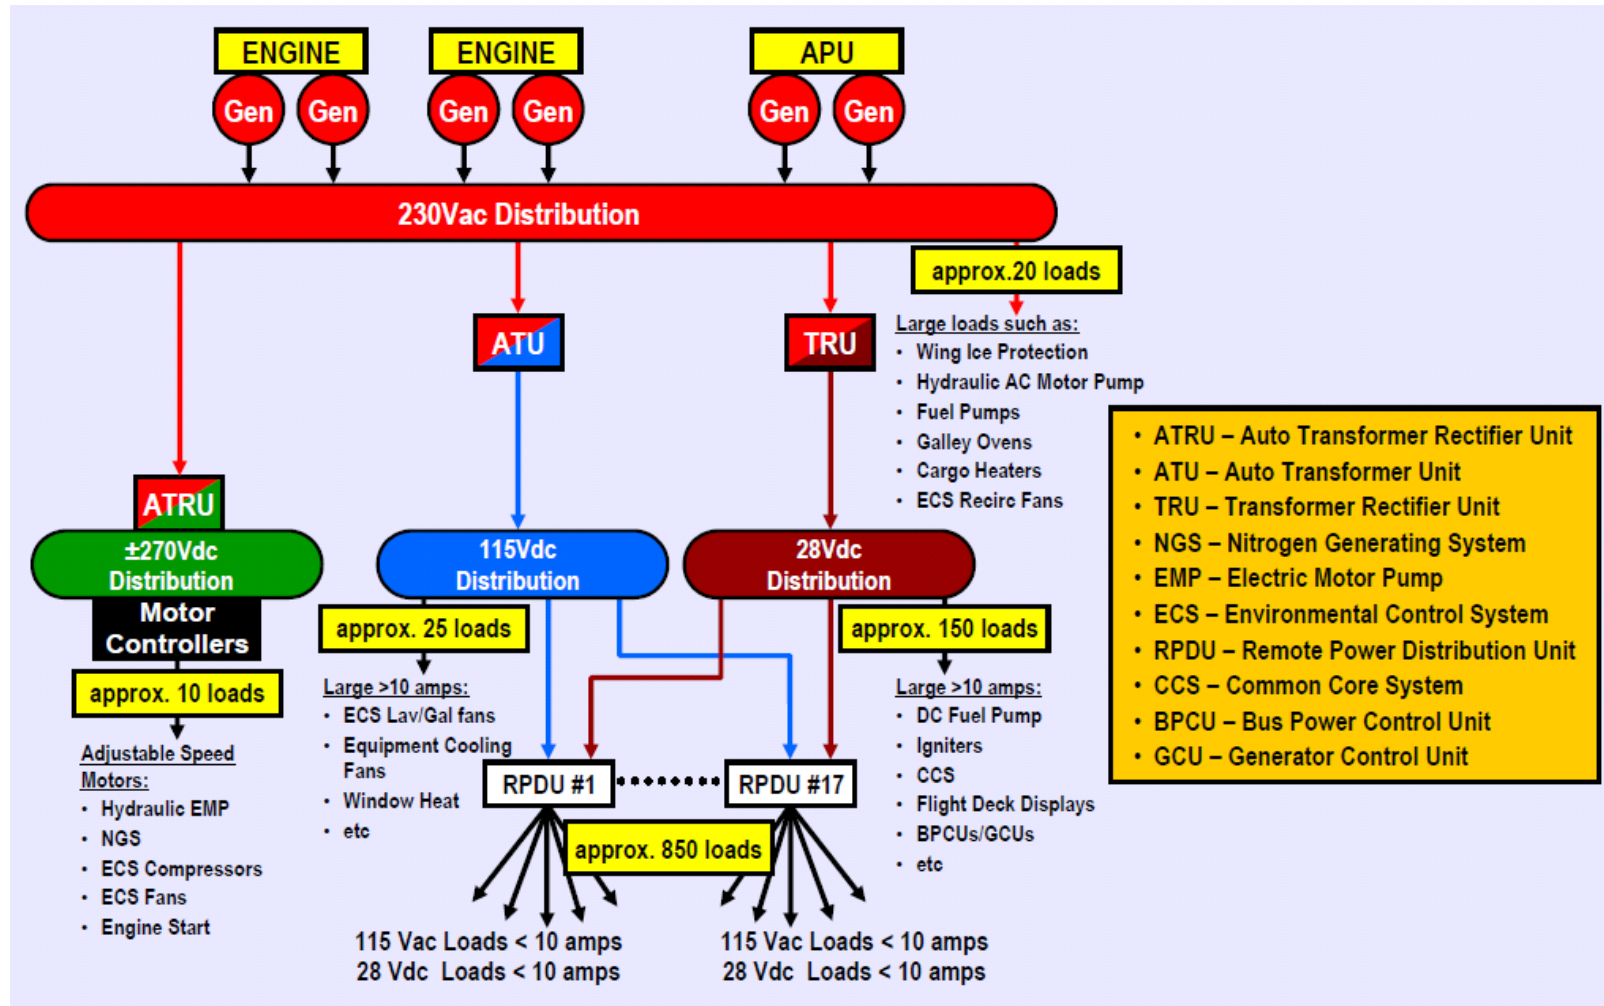 ENGINE
ENGINE
APU
Gen
Gen
Gen
Gen
Gen
Gen
230Vac Distribution
approx.20 loads
ATU
TRU
Large loads such as:
• Wing Ice Protection
• Hydraulic AC Motor Pump
• Fuel Pumps
• Galley Ovens
• Cargo Heaters
• ECS Recirc Fans
• ATRU – Auto Transformer Rectifier Unit
• ATU – Auto Transformer Unit
• TRU – Transformer Rectifier Unit
• NGS – Nitrogen Generating System
• EMP – Electric Motor Pump
• ECS – Environmental Control System
• RPDU – Remote Power Distribution Unit
• CCS – Common Core System
• BPCU – Bus Power Control Unit
• GCU – Generator Control Unit
ATRU
±270Vdc
Distribution
Motor
Controllers
approx. 10 loads
Adjustable Speed
Motors:
• Hydraulic EMP
• NGS
• ECS Compressors
• ECS Fans
• Engine Start
115Vdc
Distribution
approx. 25 loads
Large >10 amps:
• ECS Lav/Gal fans
• Equipment Cooling
Fans
• Window Heat
• etc
28Vdc
Distribution
approx. 150 loads
Large >10 amps:
• DC Fuel Pump
• Igniters
• CCS
• Flight Deck Displays
• BPCUs/GCUs
• etc
RPDU #1
RPDU #17
approx. 850 loads
115 Vac Loads < 10 amps
28 Vdc Loads < 10 amps
115 Vac Loads < 10 amps
28 Vdc Loads < 10 amps